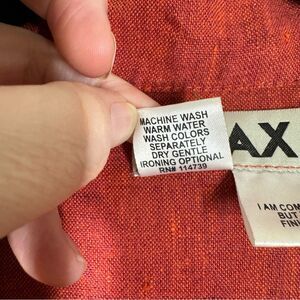 MACHINE WASH
WARM WATER
WASH COLORS
SEPARATELY
DRY GENTLE
IRONING OPTIONAL
RN# 114739
AX
I AM COM
BUT
FIN